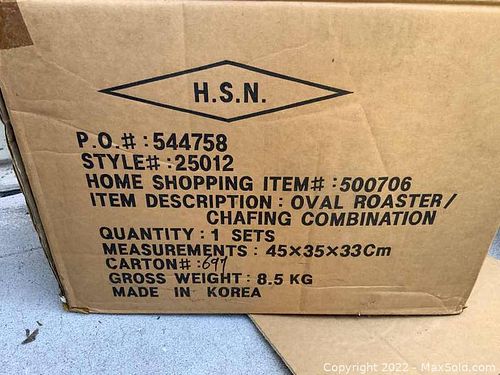 H.S.N.
P.O.#:544758
STYLE#:25012
HOME SHOPPING ITEM#:500706
ITEM DESCRIPTION:OVAL ROASTER/
CHAFING COMBINATION
QUANTITY:1 SETS
MEASUREMENTS:45×35×33Cm
CARTON#:697
GROSS WEIGHT:8.5 KG
MADE IN KOREA
Copyright 2022 - MaxSold.com